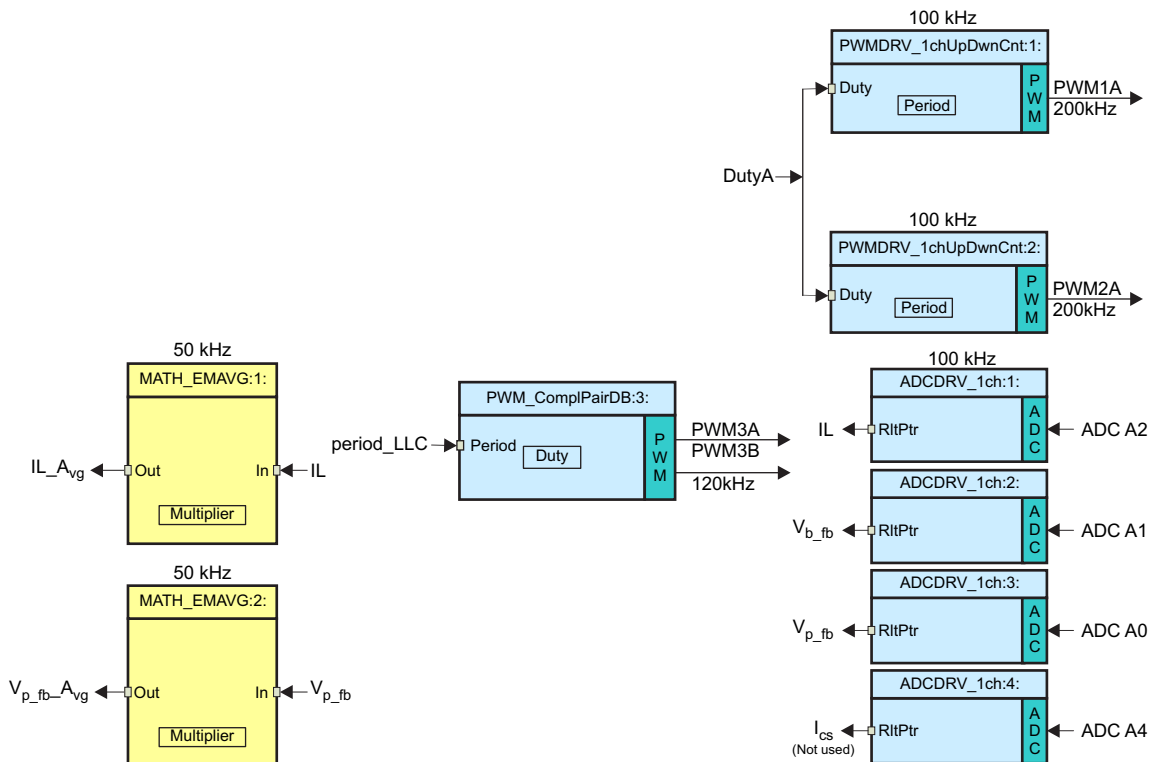 100 kHz
PWMDRV_1chUpDwnCnt:1:
Duty
Period
P
W
M
PWM1A
200kHz
DutyA
100 kHz
PWMDRV_1chUpDwnCnt:2:
Duty
Period
P
W
M
PWM2A
200kHz
50 kHz
MATH_EMAVG:1:
IL_Avg
Out
In
IL
Multiplier
50 kHz
MATH_EMAVG:2:
Vp_fb_Avg
Out
In
Vp_fb
Multiplier
PWM_ComplPairDB:3:
period_LLC
Period
Duty
P
W
M
PWM3A
PWM3B
120kHz
100 kHz
ADCDRV_1ch:1:
IL
RltPtr
A
D
C
ADC A2
ADCDRV_1ch:2:
Vb_fb
RltPtr
A
D
C
ADC A1
ADCDRV_1ch:3:
Vp_fb
RltPtr
A
D
C
ADC A0
ADCDRV_1ch:4:
Ics
(Not used)
RltPtr
A
D
C
ADC A4